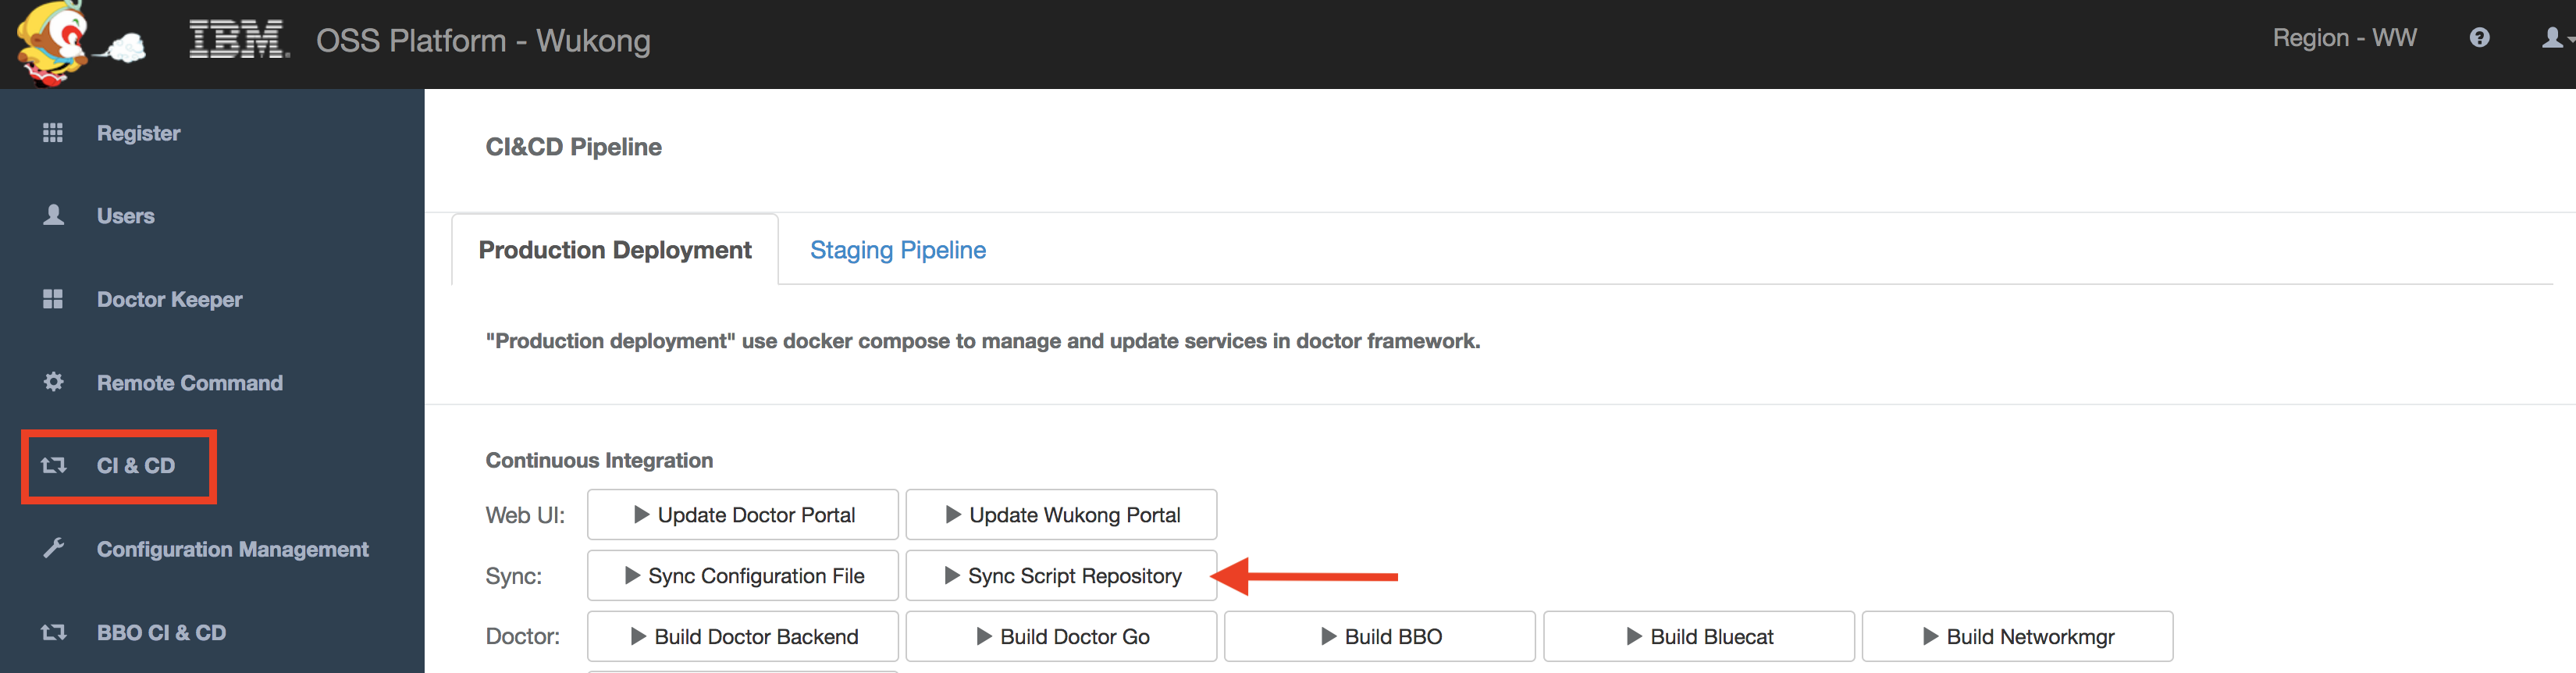 IBM. OSS Platform - Wukong
Region - WW
Register
Users
Doctor Keeper
Remote Command
CI & CD
Configuration Management
BBO CI & CD
CI&CD Pipeline
Production Deployment
Staging Pipeline
"Production deployment" use docker compose to manage and update services in doctor framework.
Continuous Integration
Web UI: Update Doctor Portal Update Wukong Portal
Sync: Sync Configuration File Sync Script Repository
Doctor: Build Doctor Backend Build Doctor Go Build BBO Build Bluecat Build Networkmgr